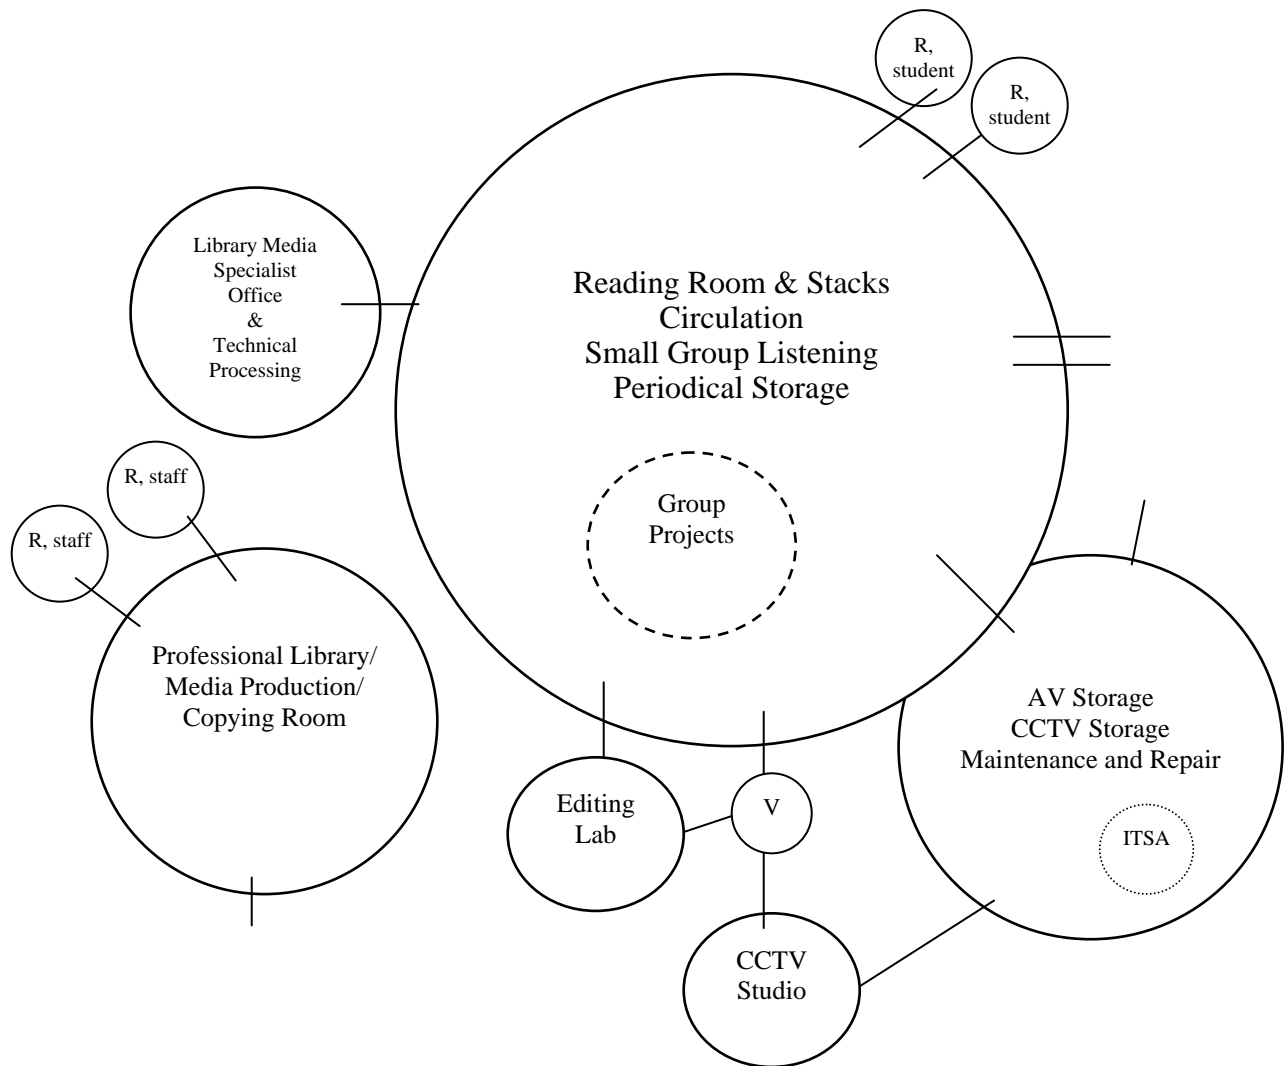 R,
student
R,
student
Library Media
Specialist
Office
&
Technical
Processing
Reading Room & Stacks
Circulation
Small Group Listening
Periodical Storage
R, staff
R, staff
Group
Projects
Professional Library/
Media Production/
Copying Room
AV Storage
CCTV Storage
Maintenance and Repair
Editing
Lab
V
ITSA
CCTV
Studio